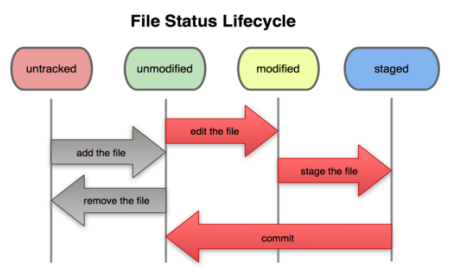 File Status Lifecycle
untracked
unmodified
modified
staged
edit the file
add the file
stage the file
remove the file
commit